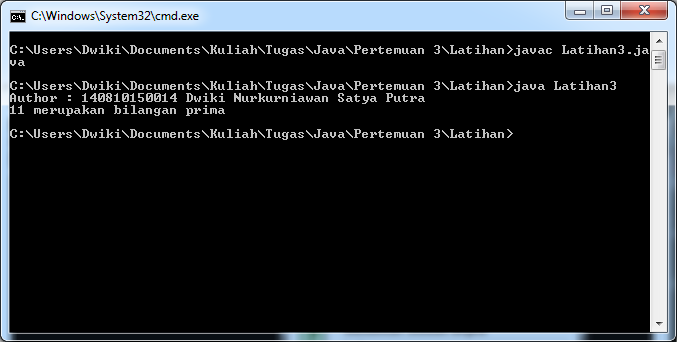 C:\Windows\System32\cmd.exe
C:\Users\Dwiki\Documents\Kuliah\Tugas\Java\Pertemuan 3\Latihan>javac Latihan3.ja
va
C:\Users\Dwiki\Documents\Kuliah\Tugas\Java\Pertemuan 3\Latihan>java Latihan3
Author : 140810150014 Dwiki Nurkurniawan Satya Putra
11 merupakan bilangan prima
C:\Users\Dwiki\Documents\Kuliah\Tugas\Java\Pertemuan 3\Latihan>